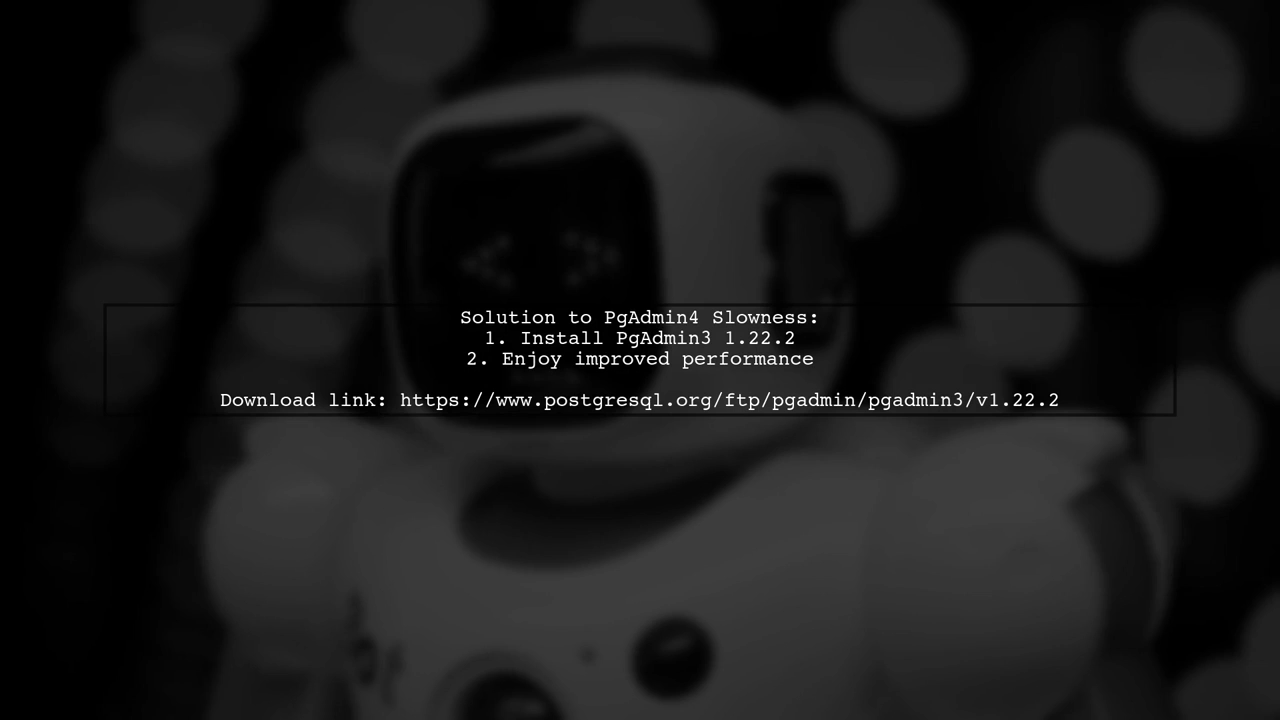 Solution to PgAdmin4 Slowness:
1. Install PgAdmin3 1.22.2
2. Enjoy improved performance
Download link: https://www.postgresql.org/ftp/pgadmin/pgadmin3/v1.22.2